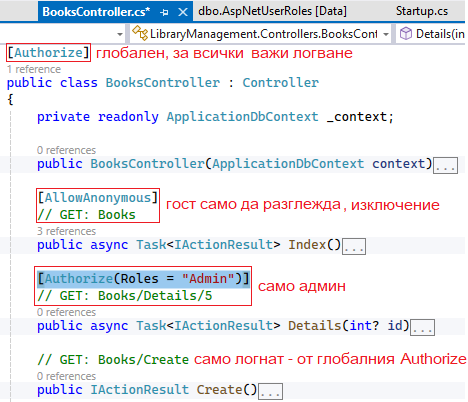 BooksController.cs*
dbo.AspNetUserRoles [Data]
Startup.cs
LibraryManagement.Controllers.BooksCont
Details(in
[Authorize] глобален, за всички важи логване
1 reference
public class BooksController : Controller
{
private readonly ApplicationDbContext _context;
0 references
public BooksController(ApplicationDbContext context)...
[AllowAnonymous] гост само да разглежда, изключение
// GET: Books
3 references
public async Task<IActionResult> Index()...
[Authorize(Roles = "Admin")] само админ
// GET: Books/Details/5
0 references
public async Task<IActionResult> Details(int? id)...
// GET: Books/Create само логнат - от глобалния Authorize
0 references
public IActionResult Create()...